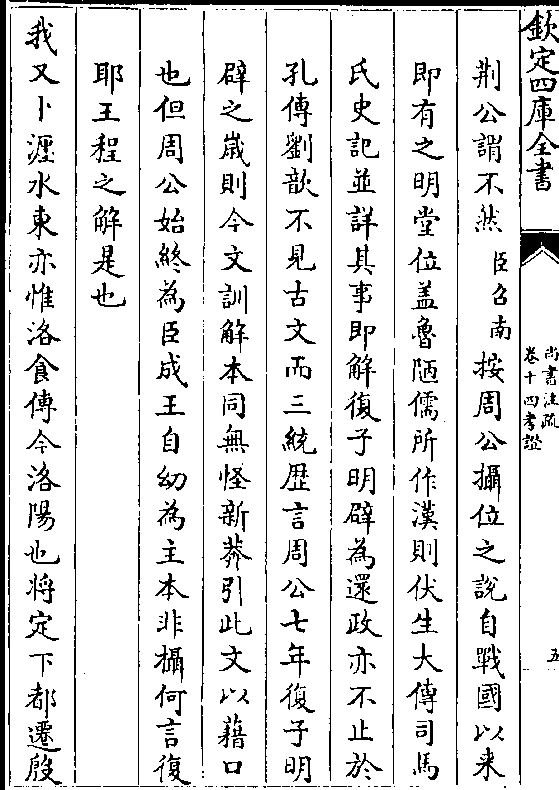 欽定四庫全書
尚書注疏
卷十四考證
五
荆公謂不然臣召南按周公攝位之說自戰國以来
即有之明堂位盖魯陋儒所作漢則伏生大傳司馬
氏史記並詳其事即解復子明辟為還政亦不止於
孔傳劉歆不見古文而三統歴言周公七年復子明
辟之歲則今文訓解本同無怪新莽引此文以藉口
也但周公始終為臣成王自幼為主本非攝何言復
耶王程之解是也
我又卜瀍水東亦惟洛食傳今洛陽也将定下都遷殷